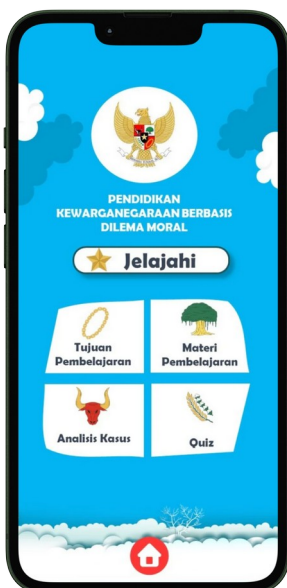 PENDIDIKAN
KEWARGANEGARAAN BERBASIS
DILEMA MORAL
Jelajahi
Tujuan
Pembelajaran
Materi
Pembelajaran
Analisis Kasus
Quiz